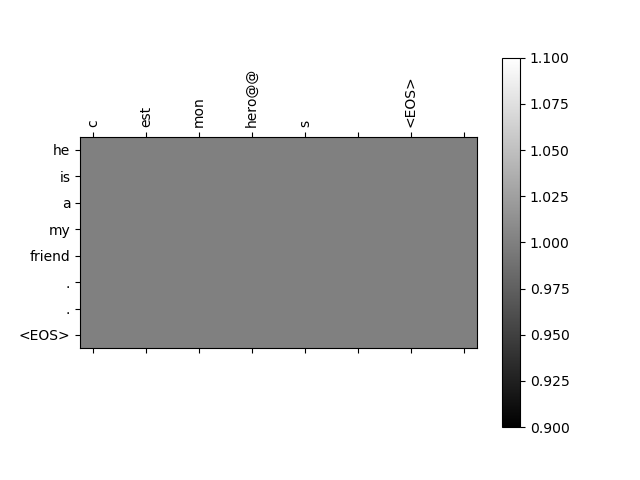 c est mon hero@@ s <EOS>
he
is
a
my
friend
.
.
<EOS>
1.100
1.075
1.050
1.025
1.000
0.975
0.950
0.925
0.900